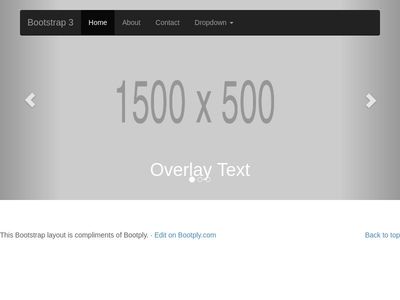 Bootstrap 3 Home About Contact Dropdown
1500 x 500
Overlay Text
This Bootstrap layout is compliments of Bootply. - Edit on Bootply.com Back to top